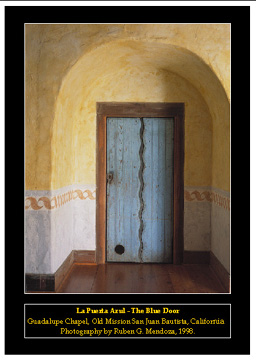 La Puerta Azul - The Blue Door
Guadalupe Chapel, Old Mission San Juan Bautista, California
Photography by Ruben G. Mendoza, 1998.